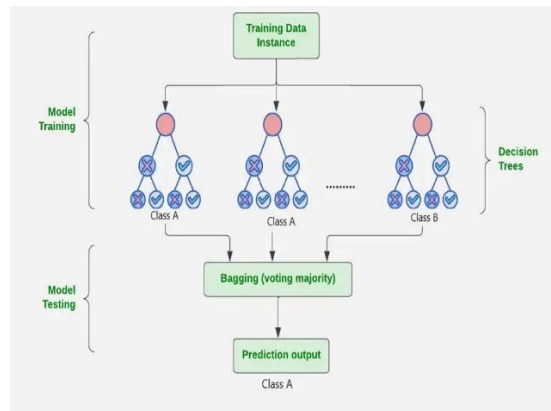 Training Data
Instance
Model
Training
Decision
Trees
.........
Class A
Class A
Class B
Bagging (voting majority)
Model
Testing
Prediction output
Class A